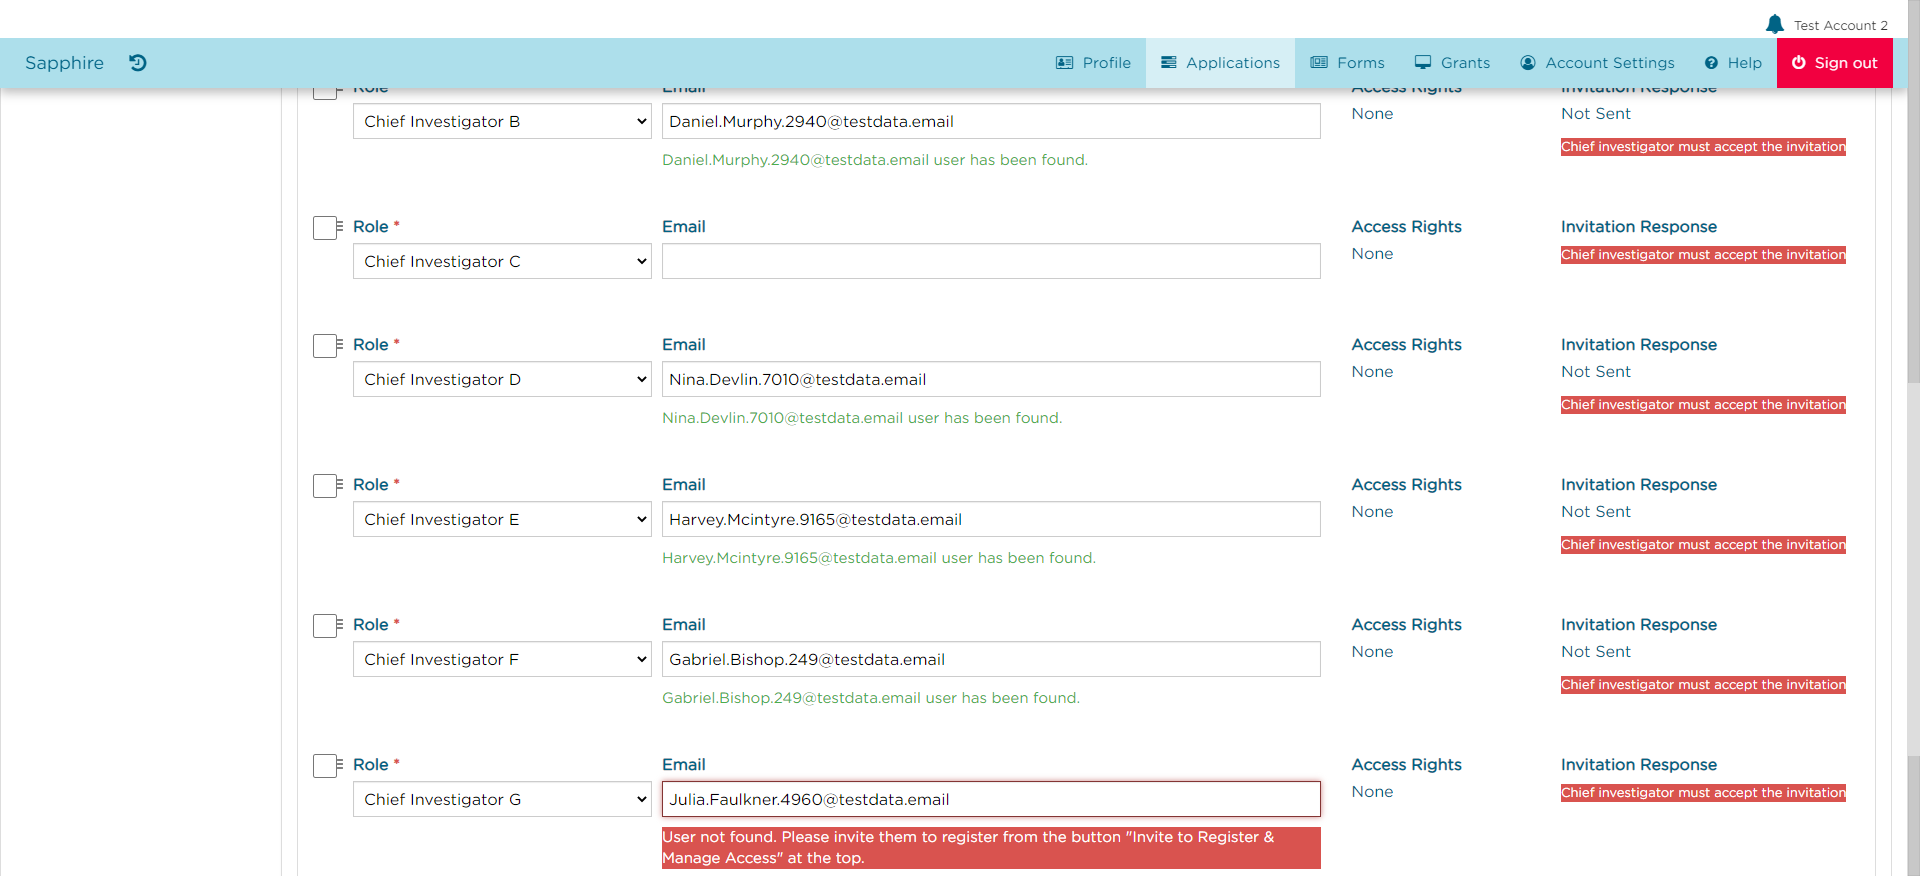 Test Account 2
Sapphire
Profile
Applications
Forms
Grants
Account Settings
Help
Sign out
Role
Email
Access Rights
Invitation Response
Chief Investigator B
Daniel.Murphy.2940@testdata.email
None
Not Sent
Daniel.Murphy.2940@testdata.email user has been found.
Chief investigator must accept the invitation
Role *
Email
Access Rights
Invitation Response
Chief Investigator C
None
Chief investigator must accept the invitation
Role *
Email
Access Rights
Invitation Response
Chief Investigator D
Nina.Devlin.7010@testdata.email
None
Not Sent
Nina.Devlin.7010@testdata.email user has been found.
Chief investigator must accept the invitation
Role *
Email
Access Rights
Invitation Response
Chief Investigator E
Harvey.Mcintyre.9165@testdata.email
None
Not Sent
Harvey.Mcintyre.9165@testdata.email user has been found.
Chief investigator must accept the invitation
Role *
Email
Access Rights
Invitation Response
Chief Investigator F
Gabriel.Bishop.249@testdata.email
None
Not Sent
Gabriel.Bishop.249@testdata.email user has been found.
Chief investigator must accept the invitation
Role *
Email
Access Rights
Invitation Response
Chief Investigator G
Julia.Faulkner.4960@testdata.email
None
Chief investigator must accept the invitation
User not found. Please invite them to register from the button "Invite to Register &
Manage Access" at the top.